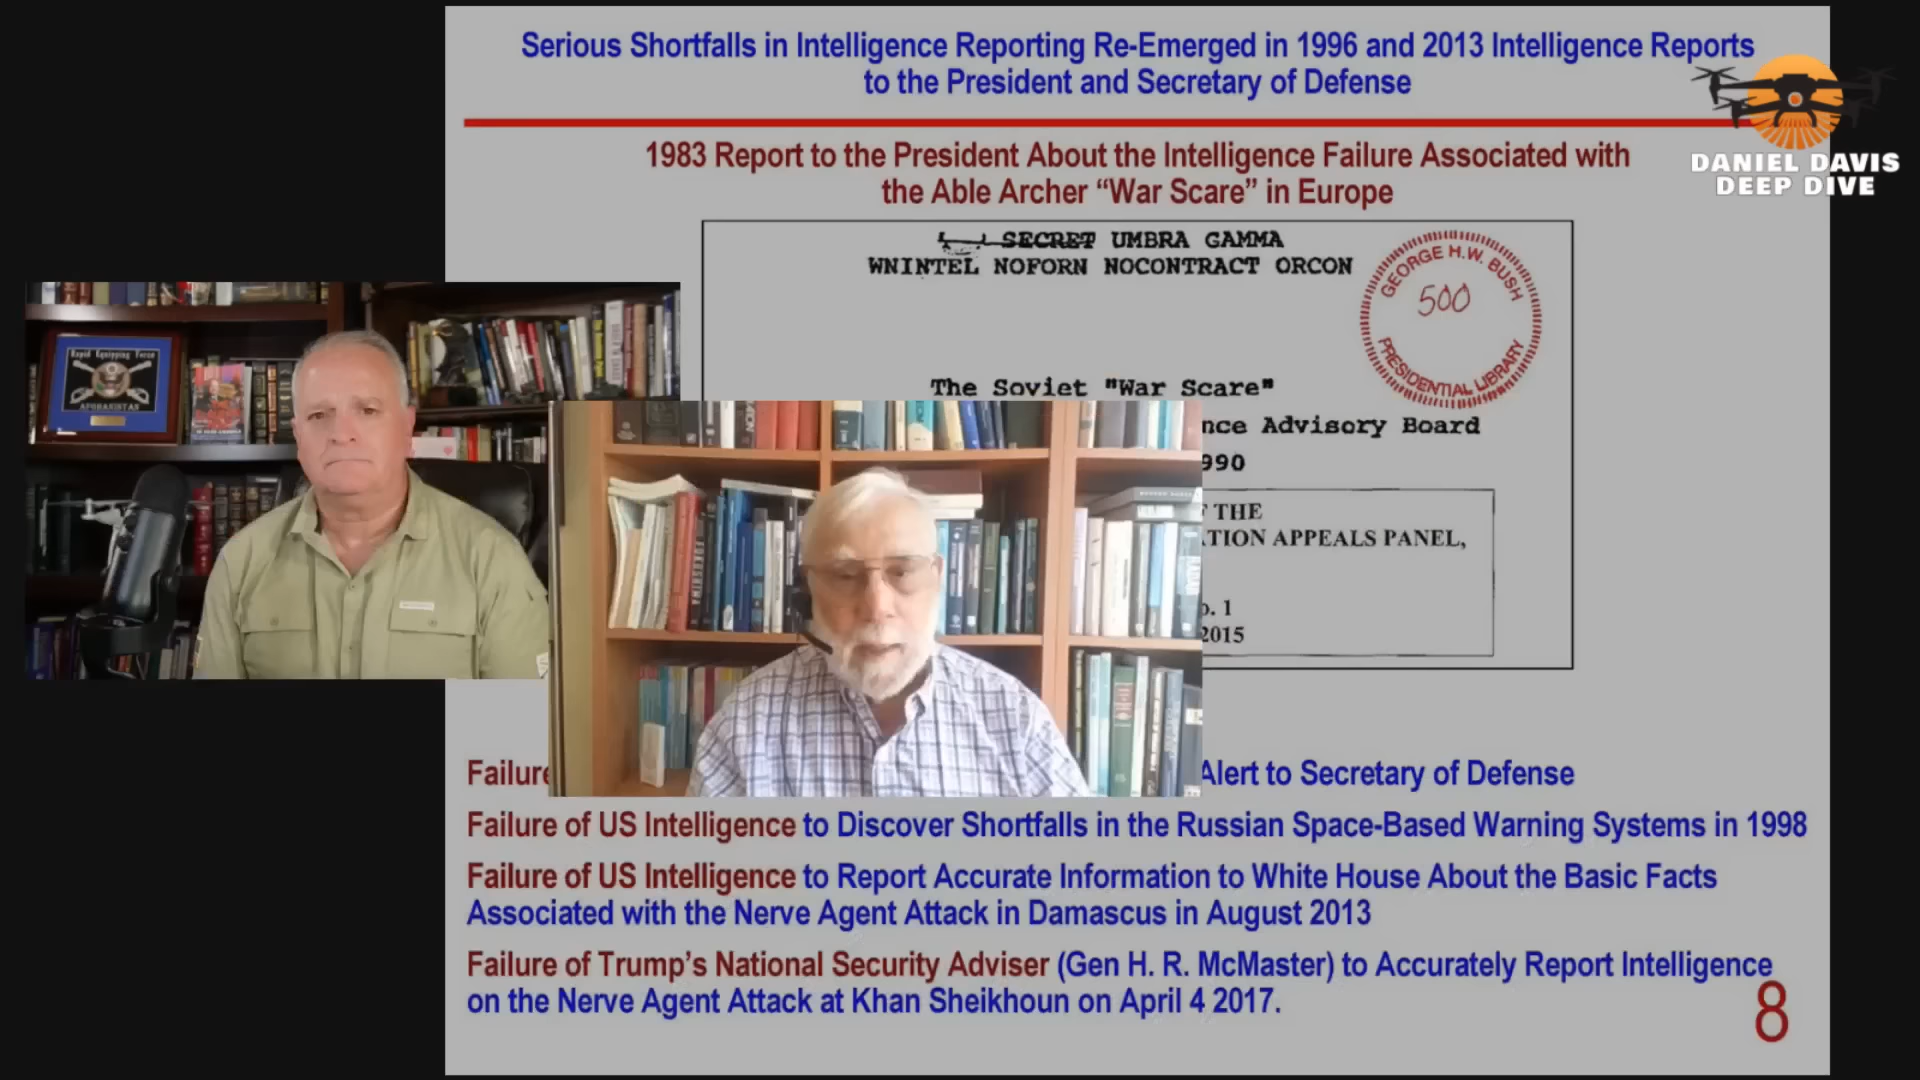 Serious Shortfalls in Intelligence Reporting Re-Emerged in 1996 and 2013 Intelligence Reports
to the President and Secretary of Defense
DANIEL DAVIS
DEEP DIVE
1983 Report to the President About the Intelligence Failure Associated with
the Able Archer “War Scare” in Europe
SECRET UMBRA GAMMA
WNINTEL NOFORN NOCONTRACT ORCON
GEORGE H.W. BUSH
500
PRESIDENTIAL LIBRARY
The Soviet "War Scare"
nce Advisory Board
990
THE
TION APPEALS PANEL,
. 1
2015
Rapid Equipping Force
AFGHANISTAN
Failure
Alert to Secretary of Defense
Failure of US Intelligence to Discover Shortfalls in the Russian Space-Based Warning Systems in 1998
Failure of US Intelligence to Report Accurate Information to White House About the Basic Facts
Associated with the Nerve Agent Attack in Damascus in August 2013
Failure of Trump’s National Security Adviser (Gen H. R. McMaster) to Accurately Report Intelligence
on the Nerve Agent Attack at Khan Sheikhoun on April 4 2017.
8